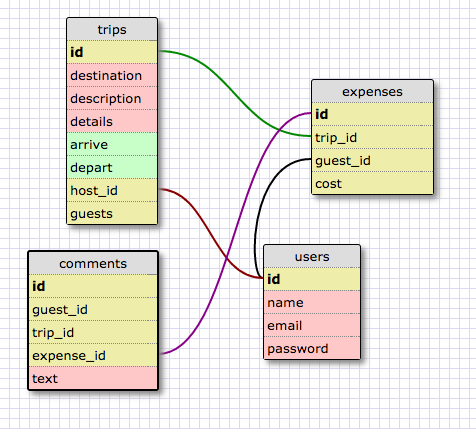 trips
id
destination
description
details
arrive
depart
host_id
guests
expenses
id
trip_id
guest_id
cost
comments
id
guest_id
trip_id
expense_id
text
users
id
name
email
password